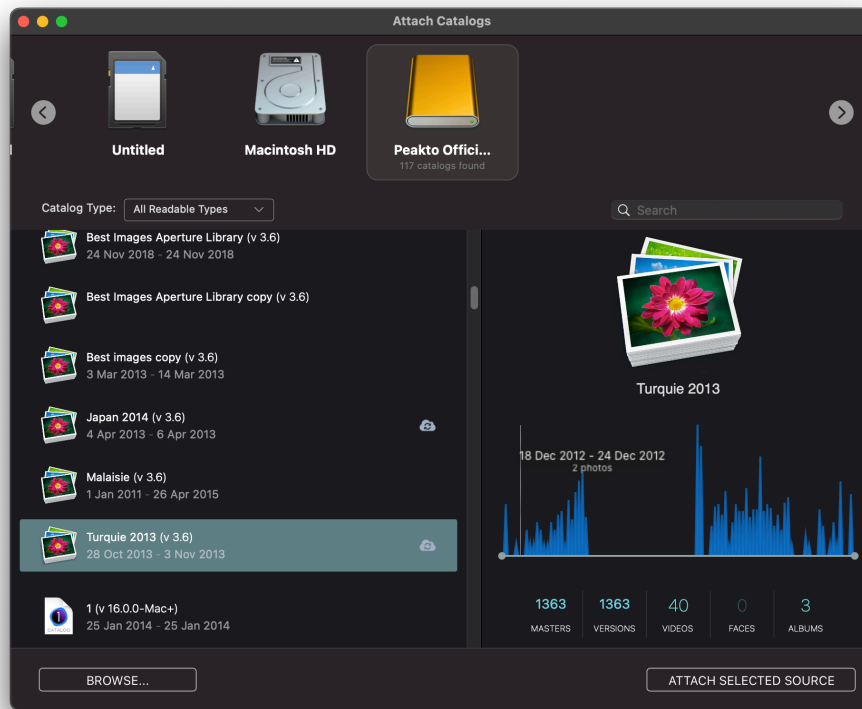 Attach Catalogs
Untitled
Macintosh HD
Peakto Offici...
117 catalogs found
Catalog Type:
All Readable Types
Search
Best Images Aperture Library (v 3.6)
24 Nov 2018 - 24 Nov 2018
Best Images Aperture Library copy (v 3.6)
Best images copy (v 3.6)
3 Mar 2013 - 14 Mar 2013
Japan 2014 (v 3.6)
4 Apr 2013 - 6 Apr 2013
Malaisie (v 3.6)
1 Jan 2011 - 26 Apr 2015
Turquie 2013 (v 3.6)
28 Oct 2013 - 3 Nov 2013
1
CATALOG
1 (v 16.0.0-Mac+)
25 Jan 2014 - 25 Jan 2014
Turquie 2013
18 Dec 2012 - 24 Dec 2012
2 photos
1363 1363 40 0 3
MASTERS VERSIONS VIDEOS FACES ALBUMS
BROWSE...
ATTACH SELECTED SOURCE